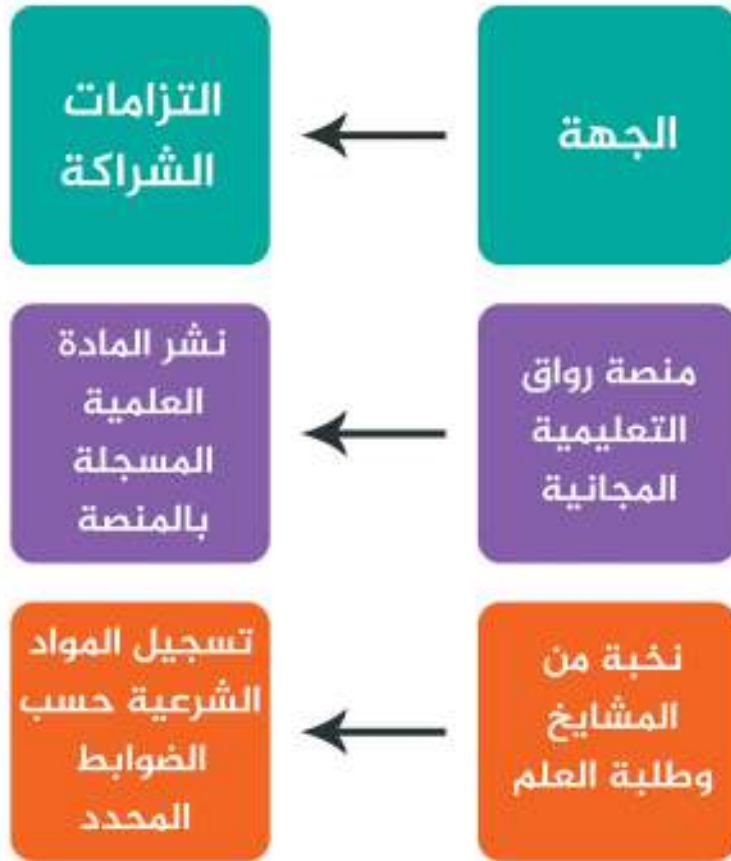 الجهة
التزامات
الشراكة
منصة رواق
التعليمية
المجانية
نشر المادة
العلمية
المسجلة
بالمنصة
نخبة من
المشايخ
وطلبة العلم
تسجيل المواد
الشرعية حسب
الضوابط
المحدد